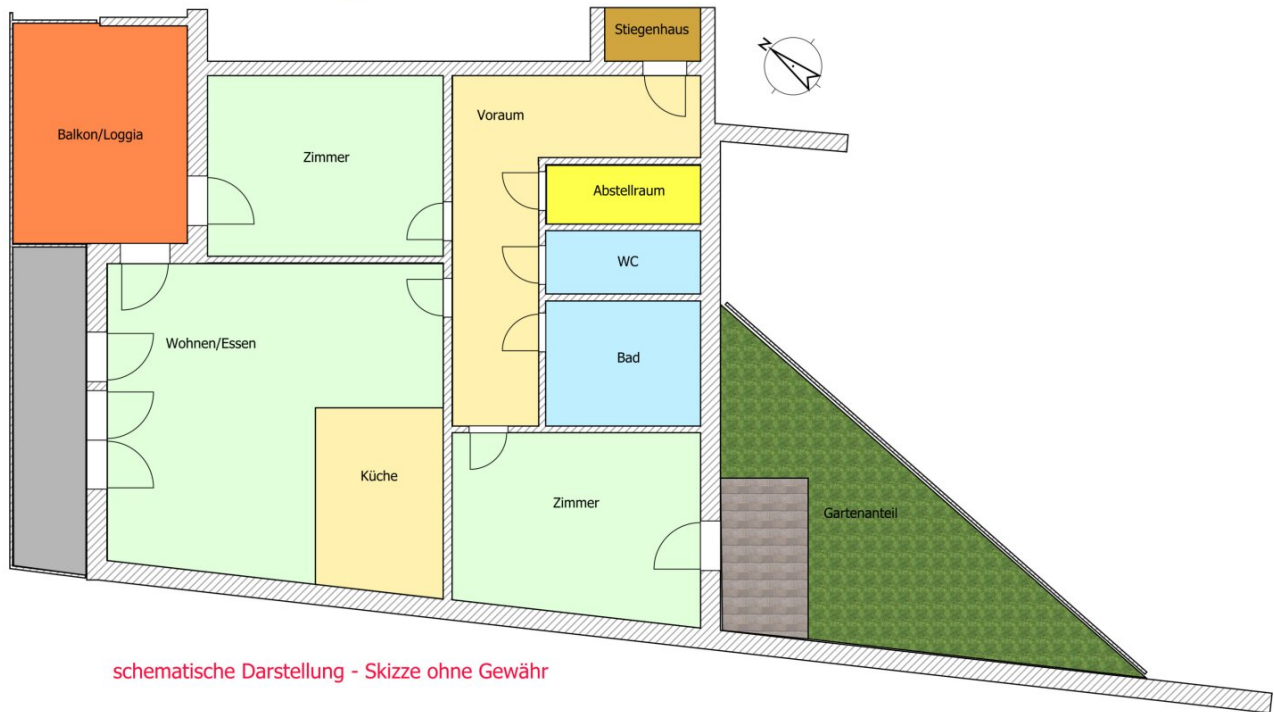 Stiegenhaus
N
Voraum
Balkon/Loggia
Zimmer
Abstellraum
WC
Wohnen/Essen
Bad
Küche
Zimmer
Gartenanteil
schematische Darstellung - Skizze ohne Gewähr